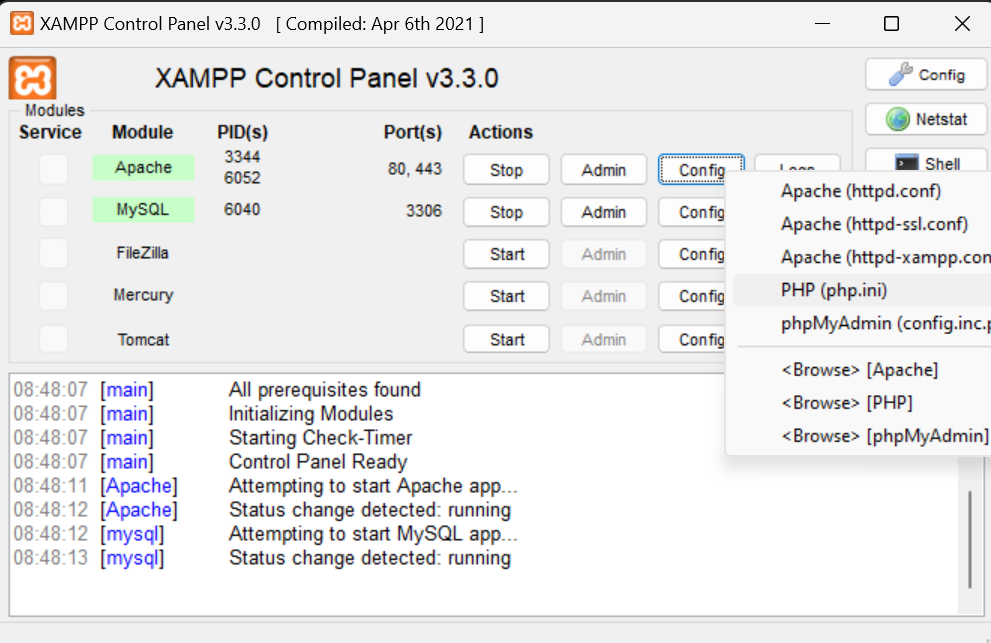 XAMPP Control Panel v3.3.0 [ Compiled: Apr 6th 2021 ]
XAMPP Control Panel v3.3.0
Config
Modules
Service Module PID(s) Port(s) Actions
Netstat
Apache 3344 6052 80, 443 Stop Admin Config
Shell
MySQL 6040 3306 Stop Admin Config
FileZilla Start Admin Config
Mercury Start Admin Config
Tomcat Start Admin Config
Apache (httpd.conf)
Apache (httpd-ssl.conf)
Apache (httpd-xampp.con
PHP (php.ini)
phpMyAdmin (config.inc.p
<Browse> [Apache]
<Browse> [PHP]
<Browse> [phpMyAdmin]
08:48:07 [main] All prerequisites found
08:48:07 [main] Initializing Modules
08:48:07 [main] Starting Check-Timer
08:48:07 [main] Control Panel Ready
08:48:11 [Apache] Attempting to start Apache app...
08:48:12 [Apache] Status change detected: running
08:48:12 [mysql] Attempting to start MySQL app...
08:48:13 [mysql] Status change detected: running